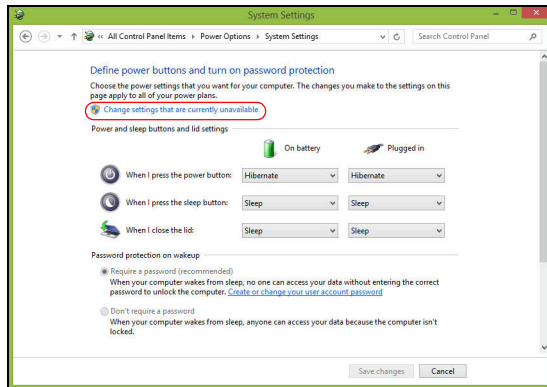 System Settings
« All Control Panel Items ▸ Power Options ▸ System Settings
Search Control Panel
Define power buttons and turn on password protection
Choose the power settings that you want for your computer. The changes you make to the settings on this
page apply to all of your power plans.
Change settings that are currently unavailable
Power and sleep buttons and lid settings
On battery Plugged in
When I press the power button: Hibernate Hibernate
When I press the sleep button: Sleep Sleep
When I close the lid: Sleep Sleep
Password protection on wakeup
Require a password (recommended)
When your computer wakes from sleep, no one can access your data without entering the correct
password to unlock the computer. Create or change your user account password
Don't require a password
When your computer wakes from sleep, anyone can access your data because the computer isn't
locked.
Save changes Cancel